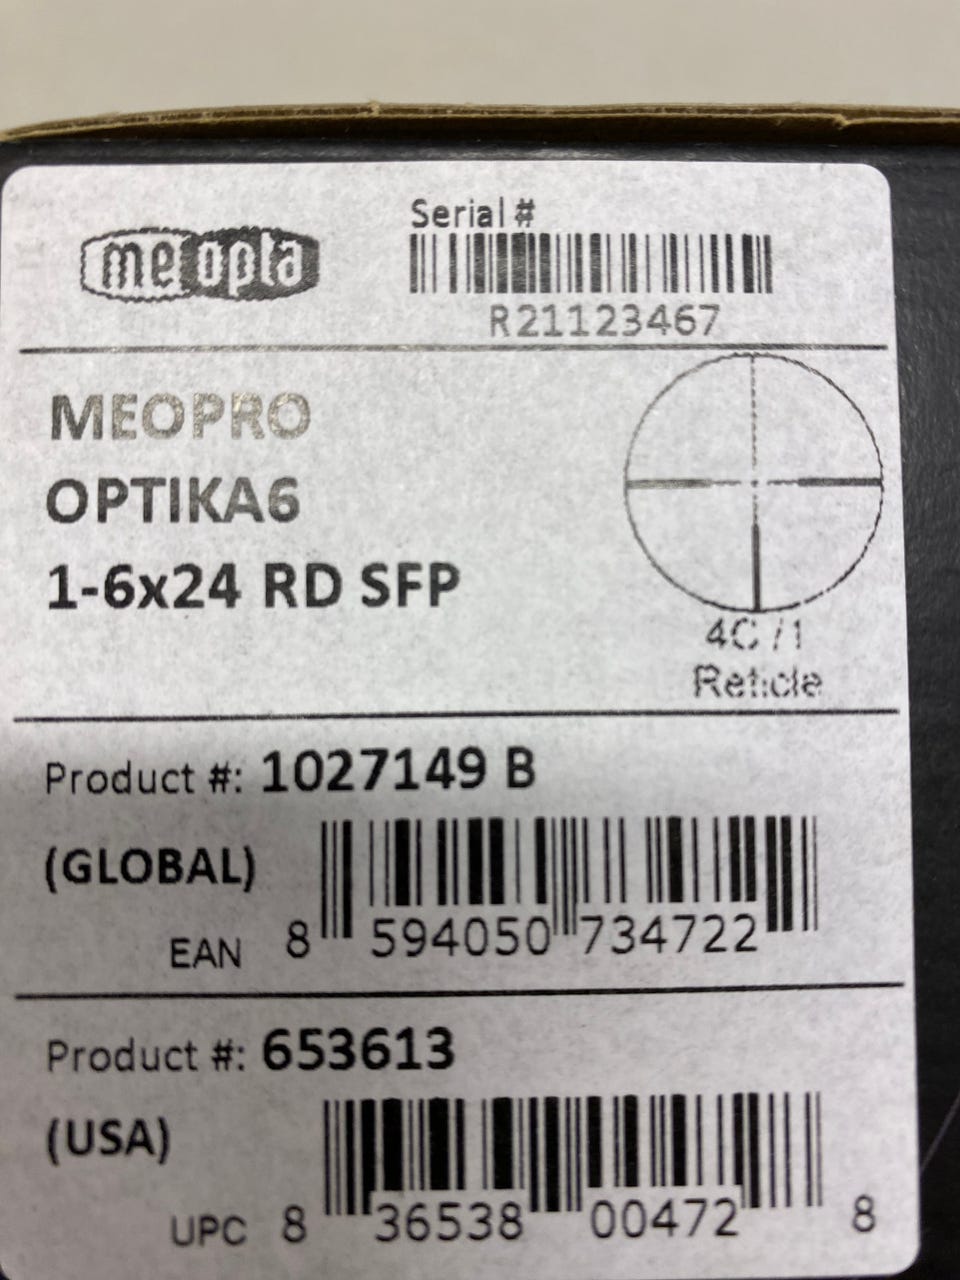 meopta
Serial #
R21123467
MEOPRO
OPTIKA6
1-6x24 RD SFP
4C /1
Reticle
Product #: 1027149 B
(GLOBAL)
EAN 8 594050 734722
Product #: 653613
(USA)
UPC 8 36538 00472 8